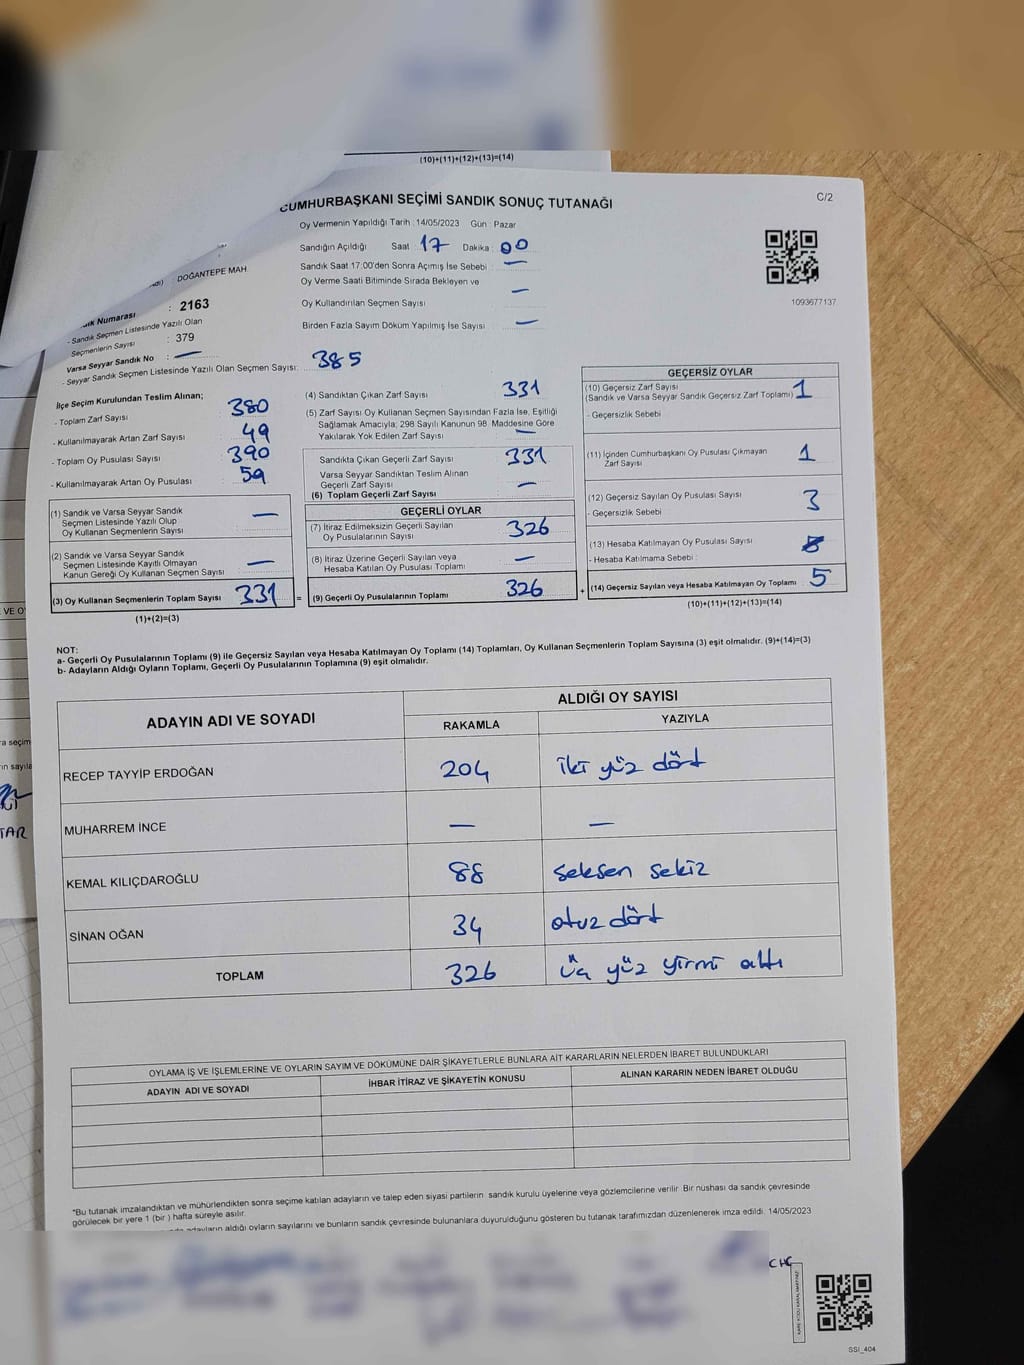 (10)+(11)+(12)+(13)=(14)
CUMHURBAŞKANI SEÇİMİ SANDIK SONUÇ TUTANAĞI
C/2
Oy Vermenin Yapıldığı Tarih : 14/05/2023 Gün : Pazar
Sandığın Açıldığı Saat : 17 Dakika : 00
Sandık Saat 17:00'den Sonra Açımış İse Sebebi : —
Oy Verme Saati Bitiminde Sırada Bekleyen ve
Oy Kullandırılan Seçmen Sayısı —
Birden Fazla Sayım Döküm Yapılmış İse Sayısı —
1093677137
DOĞANTEPE MAH.
Numarası : 2163
- Sandık Seçmen Listesinde Yazılı Olan
Seçmenlerin Sayısı : 379
Varsa Seyyar Sandık No : —
- Seyyar Sandık Seçmen Listesinde Yazılı Olan Seçmen Sayısı: 385
İlçe Seçim Kurulundan Teslim Alınan;
- Toplam Zarf Sayısı 380
- Kullanılmayarak Artan Zarf Sayısı 49
- Toplam Oy Pusulası Sayısı 390
- Kullanılmayarak Artan Oy Pusulası 59
(1) Sandık ve Varsa Seyyar Sandık
Seçmen Listesinde Yazılı Olup
Oy Kullanan Seçmenlerin Sayısı —
(2) Sandık ve Varsa Seyyar Sandık
Seçmen Listesinde Kayıtlı Olmayan
Kanun Gereği Oy Kullanan Seçmen Sayısı —
(3) Oy Kullanan Seçmenlerin Toplam Sayısı 331
(1)+(2)=(3)
(4) Sandıktan Çıkan Zarf Sayısı 331
(5) Zarf Sayısı Oy Kullanan Seçmen Sayısından Fazla İse, Eşitliği
Sağlamak Amacıyla; 298 Sayılı Kanunun 98. Maddesine Göre
Yakılarak Yok Edilen Zarf Sayısı —
Sandıkta Çıkan Geçerli Zarf Sayısı 331
Varsa Seyyar Sandıktan Teslim Alınan
Geçerli Zarf Sayısı —
(6) Toplam Geçerli Zarf Sayısı
GEÇERLİ OYLAR
(7) İtiraz Edilmeksizin Geçerli Sayılan
Oy Pusulalarının Sayısı 326
(8) İtiraz Üzerine Geçerli Sayılan veya
Hesaba Katılan Oy Pusulası Toplamı —
= (9) Geçerli Oy Pusulalarının Toplamı 326
GEÇERSİZ OYLAR
(10) Geçersiz Zarf Sayısı
(Sandık ve Varsa Seyyar Sandık Geçersiz Zarf Toplamı) 1
- Geçersizlik Sebebi
(11) İçinden Cumhurbaşkanı Oy Pusulası Çıkmayan
Zarf Sayısı 1
(12) Geçersiz Sayılan Oy Pusulası Sayısı 3
- Geçersizlik Sebebi
(13) Hesaba Katılmayan Oy Pusulası Sayısı
- Hesaba Katılmama Sebebi
+ (14) Geçersiz Sayılan veya Hesaba Katılmayan Oy Toplamı 5
(10)+(11)+(12)+(13)=(14)
NOT:
a- Geçerli Oy Pusulalarının Toplamı (9) ile Geçersiz Sayılan veya Hesaba Katılmayan Oy Toplamı (14) Toplamları, Oy Kullanan Seçmenlerin Toplam Sayısına (3) eşit olmalıdır. (9)+(14)=(3)
b- Adayların Aldığı Oyların Toplamı, Geçerli Oy Pusulalarının Toplamına (9) eşit olmalıdır.
ADAYIN ADI VE SOYADI ALDIĞI OY SAYISI
RAKAMLA YAZIYLA
RECEP TAYYİP ERDOĞAN 204 iki yüz dört
MUHARREM İNCE — —
KEMAL KILIÇDAROĞLU 88 seksen sekiz
SİNAN OĞAN 34 otuz dört
TOPLAM 326 üç yüz yirmi altı
OYLAMA İŞ VE İŞLEMLERİNE VE OYLARIN SAYIM VE DÖKÜMÜNE DAİR ŞİKAYETLERLE BUNLARA AİT KARARLARIN NELERDEN İBARET BULUNDUKLARI
ADAYIN ADI VE SOYADI İHBAR İTİRAZ VE ŞİKAYETİN KONUSU ALINAN KARARIN NEDEN İBARET OLDUĞU
"Bu tutanak imzalandıktan ve mühürlendikten sonra seçime katılan adayların ve talep eden siyasi partilerin sandık kurulu üyelerine veya gözlemcilerine verilir. Bir nushası da sandık çevresinde
görülecek bir yere 1 (bir ) hafta süreyle asılır.
adayların aldığı oyların sayılarını ve bunların sandık çevresinde bulunanlara duyurulduğunu gösteren bu tutanak tarafımızdan düzenlenerek imza edildi. 14/05/2023
SSI_404